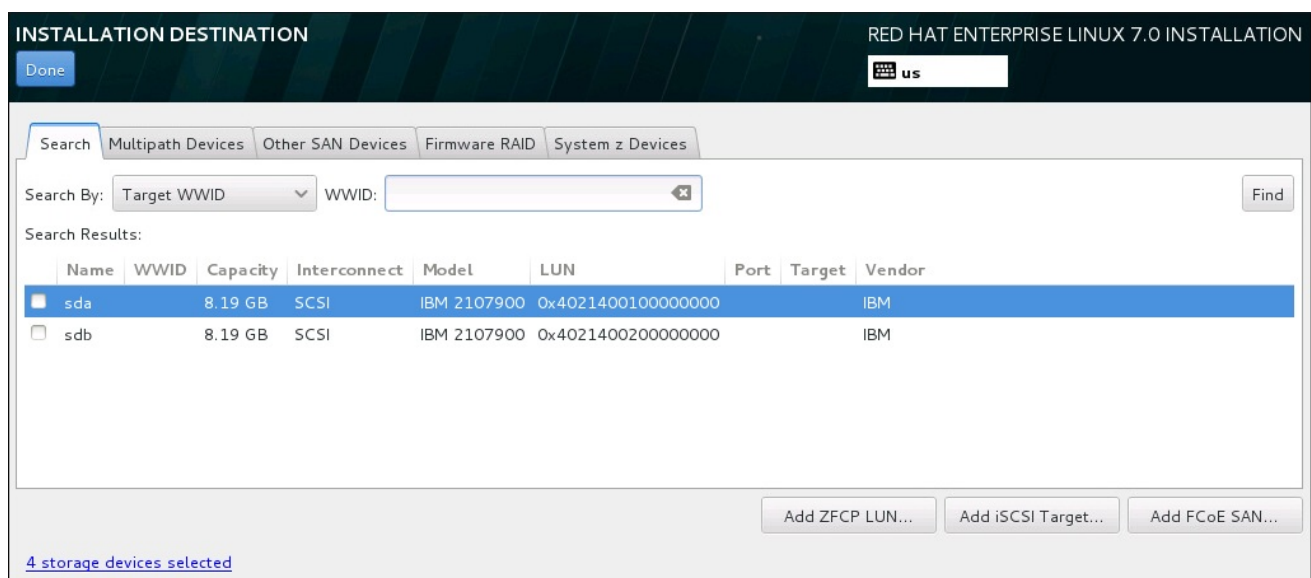 INSTALLATION DESTINATION
RED HAT ENTERPRISE LINUX 7.0 INSTALLATION
Done
us
Search Multipath Devices Other SAN Devices Firmware RAID System z Devices
Search By: Target WWID WWID: Find
Search Results:
Name WWID Capacity Interconnect Model LUN Port Target Vendor
sda 8.19 GB SCSI IBM 2107900 0x4021400100000000 IBM
sdb 8.19 GB SCSI IBM 2107900 0x4021400200000000 IBM
Add ZFCP LUN... Add iSCSI Target... Add FCoE SAN...
4 storage devices selected